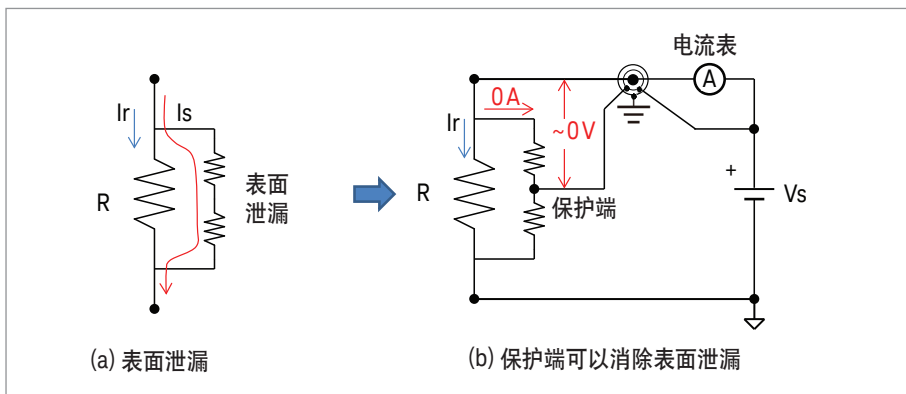 Ir
Is
R
表面
泄漏
(a) 表面泄漏
电流表
A
0A
Ir
~0V
R
保护端
+
Vs
(b) 保护端可以消除表面泄漏